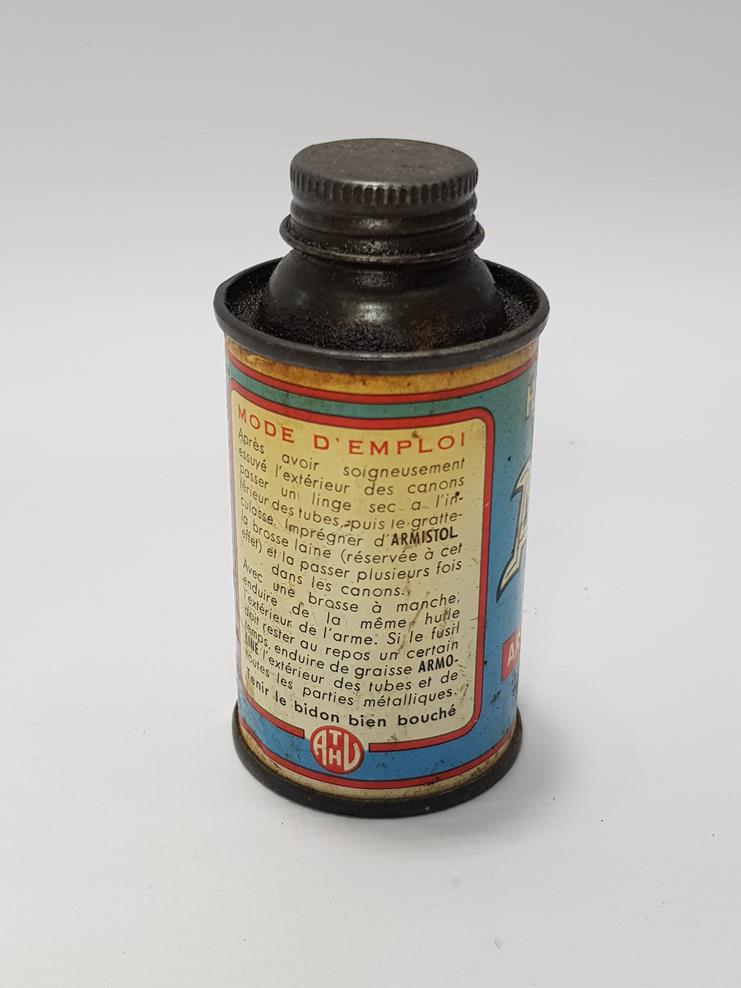 MODE D'EMPLOI
Après avoir soigneusement
essuyé l'extérieur des canons
passer un linge sec a l'in-
térieur des tubes, puis le gratte-
culasse. Imprégner d'ARMISTOL
la brosse laine (réservée à cet
effet) et la passer plusieurs fois
dans les canons.
Avec une brosse à manche,
enduire de la même huile
l'extérieur de l'arme. Si le fusil
doit rester au repos un certain
temps, enduire de graisse ARMO-
LINE l'extérieur des tubes et de
toutes les parties métalliques.
Tenir le bidon bien bouché
ATHU
H
A